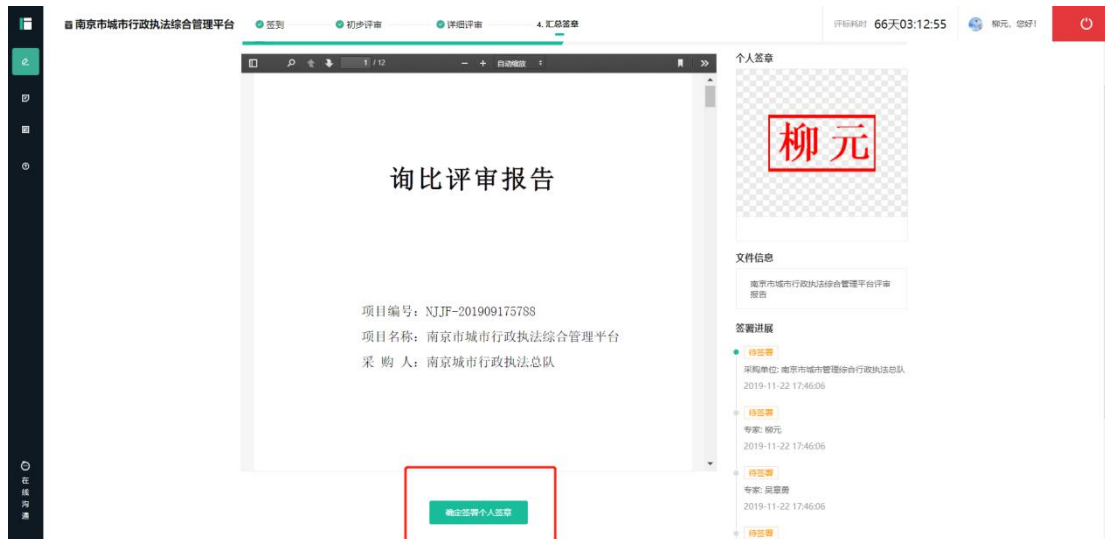 南京市城市行政执法综合管理平台
签到
初步评审
详细评审
4. 汇总签章
评标耗时 66天03:12:55
柳元，您好！
1 / 12
自动缩放
个人签章
柳元
询比评审报告
项目编号：NJJF-201909175788
项目名称：南京市城市行政执法综合管理平台
采 购 人：南京城市行政执法总队
文件信息
南京市城市行政执法综合管理平台评审
报告
签署进展
待签署
采购单位: 南京市城市管理综合行政执法总队
2019-11-22 17:46:06
待签署
专家: 柳元
2019-11-22 17:46:06
待签署
专家: 吴意勇
2019-11-22 17:46:06
待签署
确定签署个人签章
在线沟通